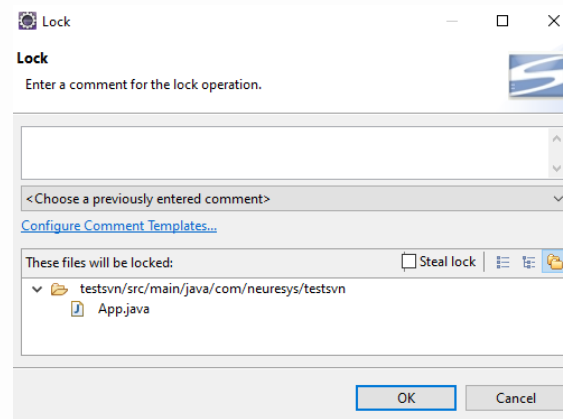 Lock
Lock
Enter a comment for the lock operation.
<Choose a previously entered comment>
Configure Comment Templates...
These files will be locked: Steal lock
testsvn/src/main/java/com/neuresys/testsvn
App.java
OK Cancel